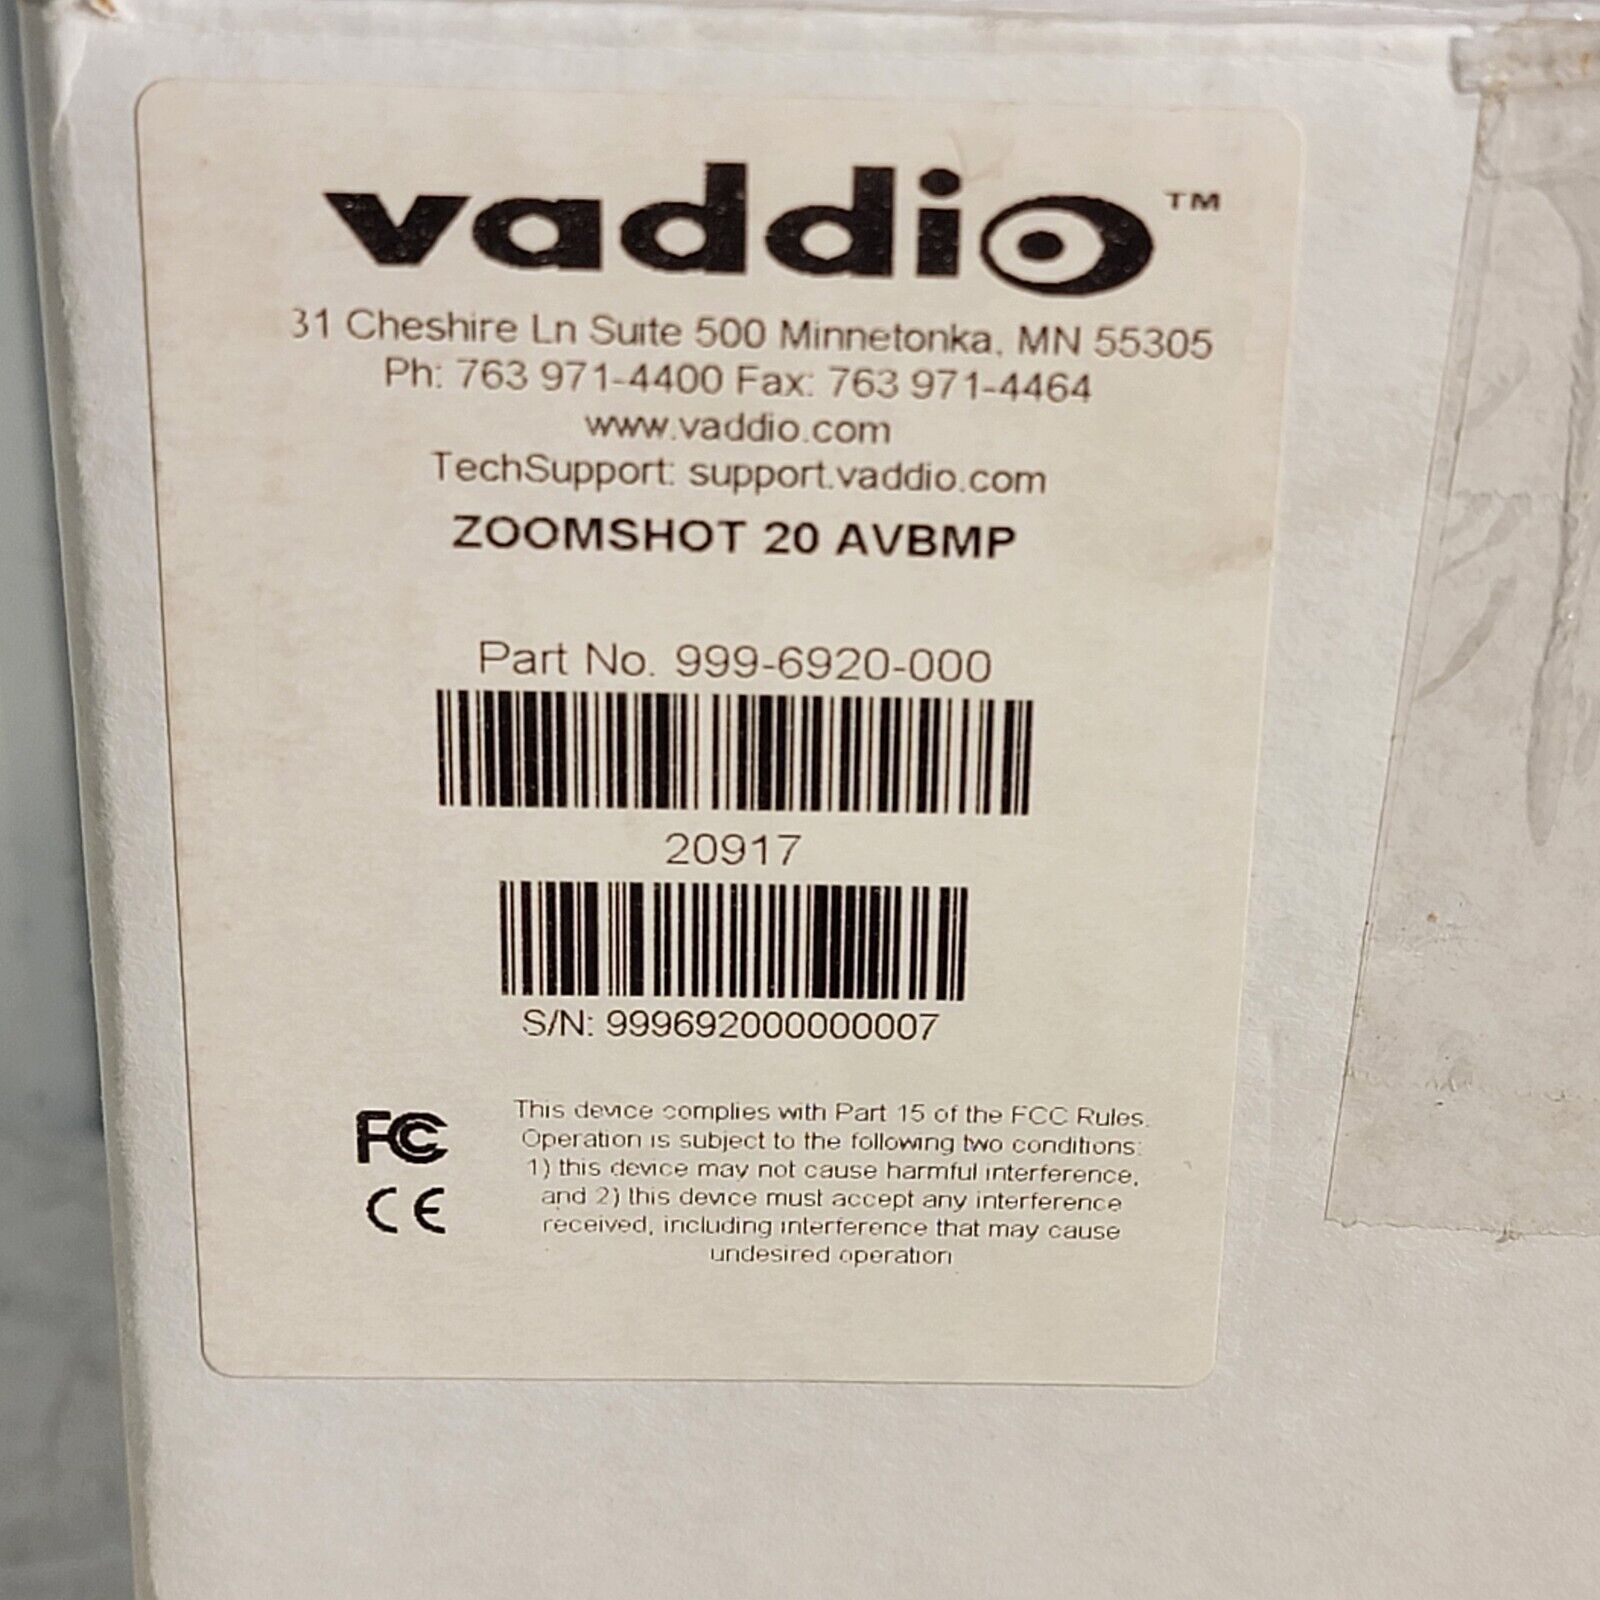 vaddio™
31 Cheshire Ln Suite 500 Minnetonka, MN 55305
Ph: 763 971-4400 Fax: 763 971-4464
www.vaddio.com
TechSupport: support.vaddio.com
ZOOMSHOT 20 AVBMP
Part No. 999-6920-000
20917
S/N: 999692000000007
FC
CE
This device complies with Part 15 of the FCC Rules.
Operation is subject to the following two conditions:
1) this device may not cause harmful interference,
and 2) this device must accept any interference
received, including interference that may cause
undesired operation